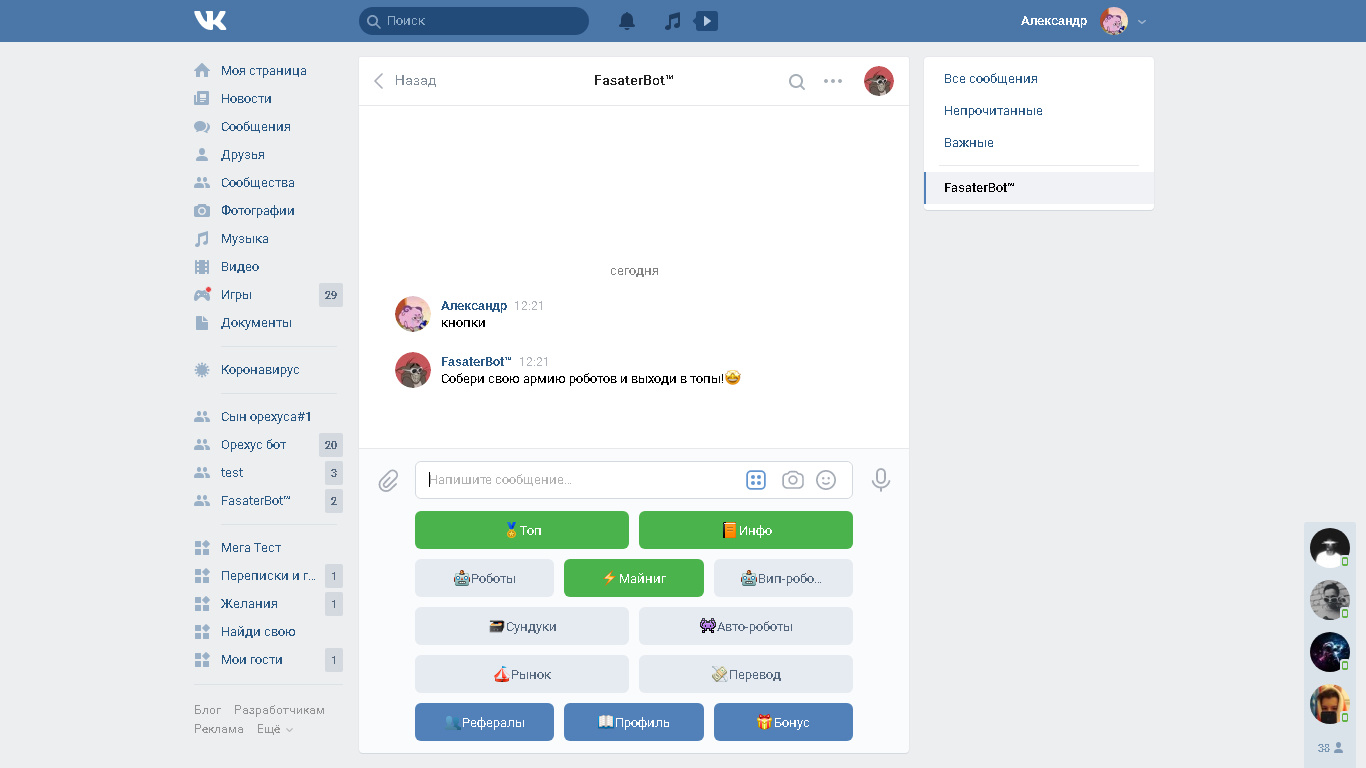 Поиск
Александр
Моя страница
Новости
Сообщения
Друзья
Сообщества
Фотографии
Музыка
Видео
Игры 29
Документы
Коронавирус
Сын орехуса#1
Орехус бот 20
test 3
FasaterBot™ 2
Мега Тест
Переписки и г... 1
Желания 1
Найди свою
Мои гости 1
Блог Разработчикам
Реклама Ещё
Назад
FasaterBot™
сегодня
Александр 12:21
кнопки
FasaterBot™ 12:21
Собери свою армию роботов и выходи в топы!🤩
Напишите сообщение...
🏅Топ
📙Инфо
🤖Роботы
⚡Майниг
🤖Вип-робо...
🗃Сундуки
👾Авто-роботы
⛵Рынок
💸Перевод
👥Рефералы
📖Профиль
🎁Бонус
Все сообщения
Непрочитанные
Важные
FasaterBot™
38